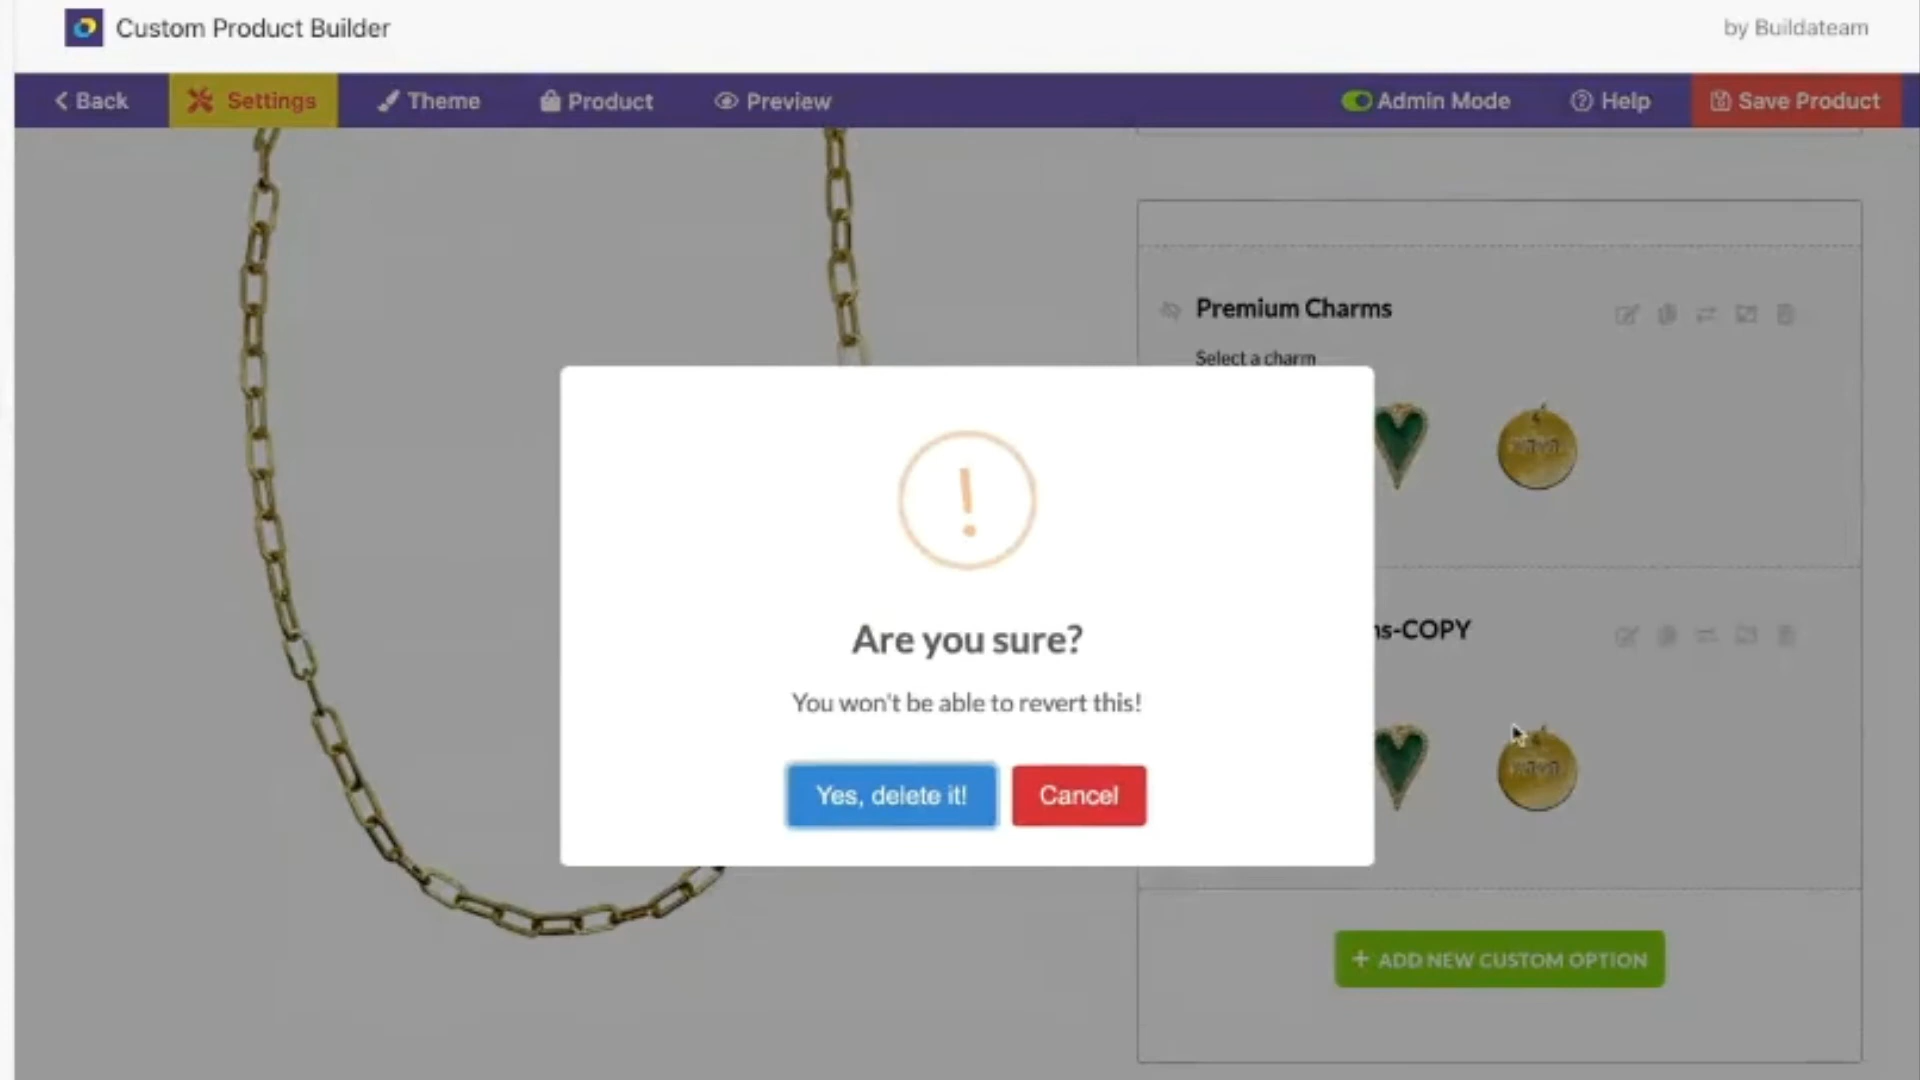 Custom Product Builder
by Buildateam
Back
Settings
Theme
Product
Preview
Admin Mode
Help
Save Product
Premium Charms
Select a charm
Are you sure?
You won't be able to revert this!
Yes, delete it!
Cancel
ns-COPY
+ ADD NEW CUSTOM OPTION